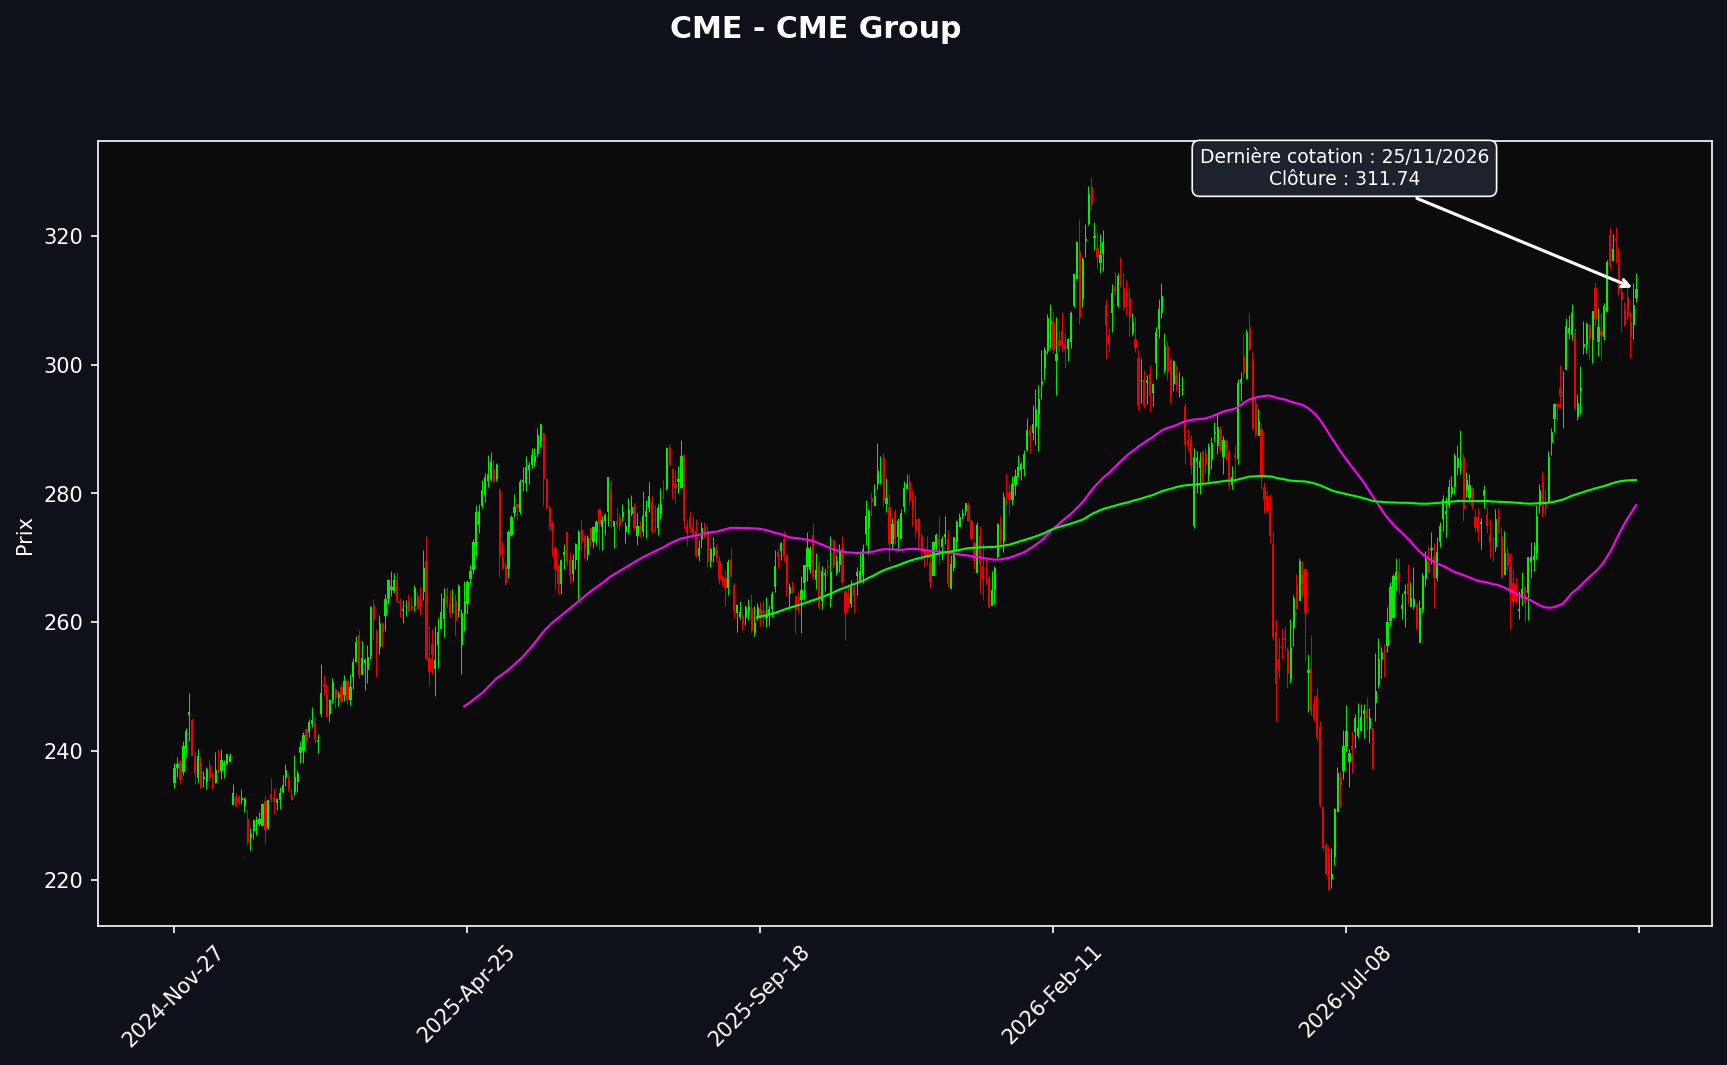 CME - CME Group
Dernière cotation : 25/11/2026
Clôture : 311.74
Prix
320
300
280
260
240
220
2024-Nov-27
2025-Apr-25
2025-Sep-18
2026-Feb-11
2026-Jul-08